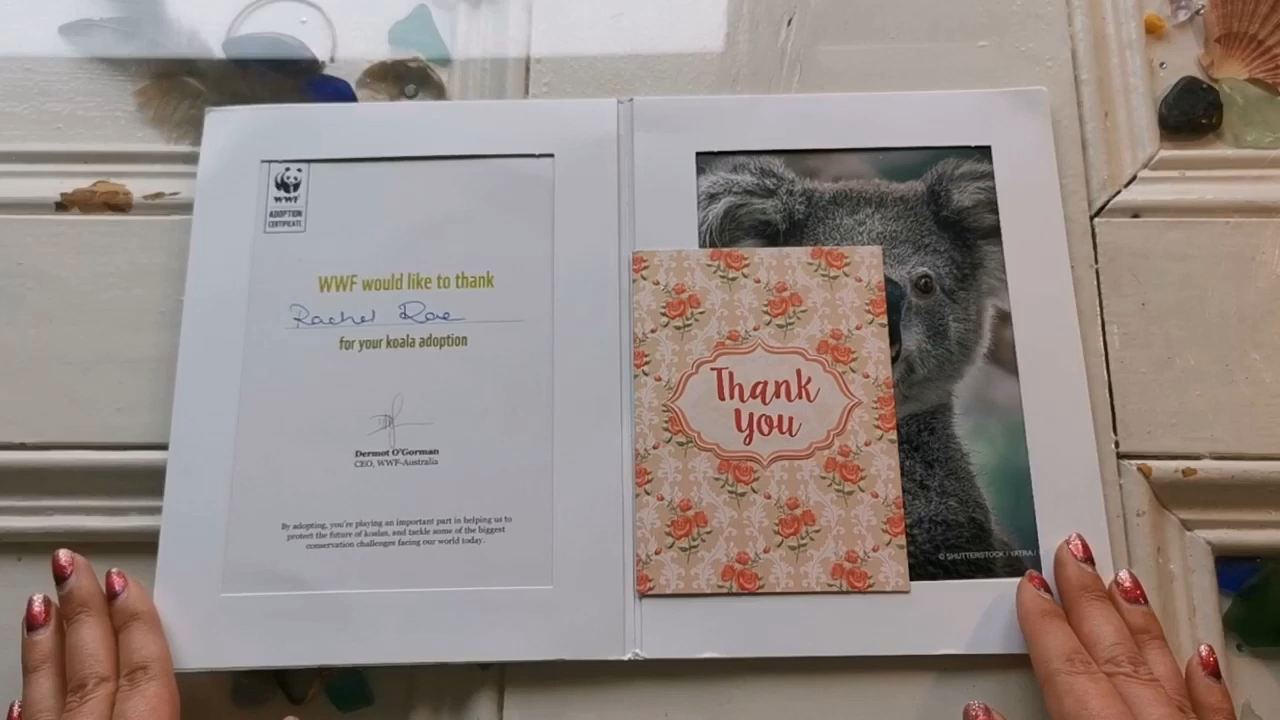 WWF
ADOPTION
CERTIFICATE
WWF would like to thank
Rachel Rae
for your koala adoption
Dermot O'Gorman
CEO, WWF-Australia
By adopting, you're playing an important part in helping us to
protect the future of koalas, and tackle some of the biggest
conservation challenges facing our world today.
Thank
you
© SHUTTERSTOCK / YATRA /